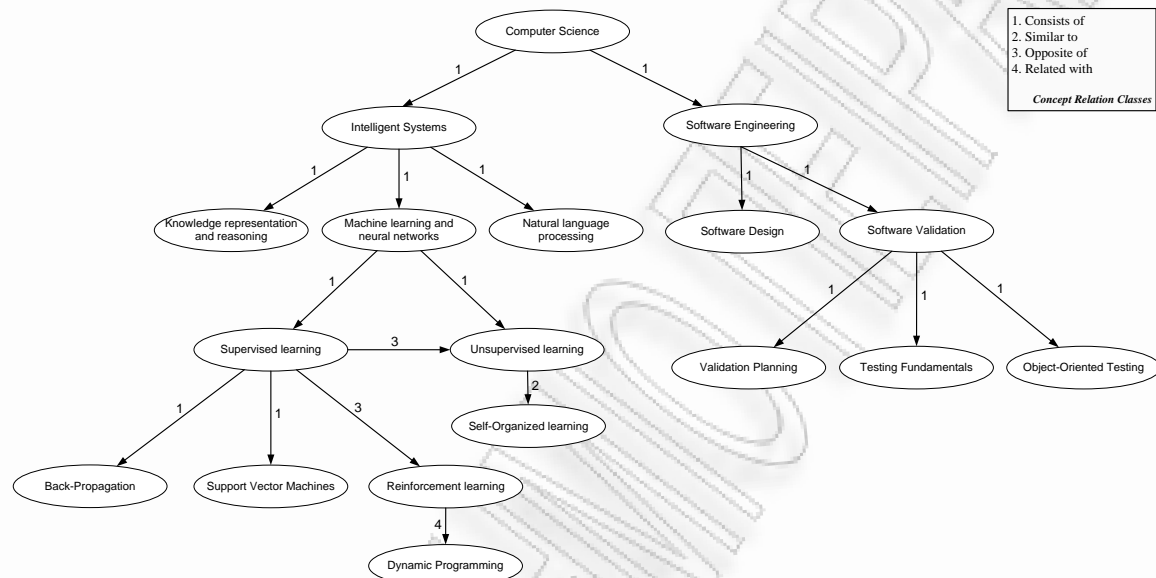 Computer Science
1. Consists of
2. Similar to
3. Opposite of
4. Related with
Concept Relation Classes
1
1
Intelligent Systems
Software Engineering
1
1
1
1
1
Knowledge representation
and reasoning
Machine learning and
neural networks
Natural language
processing
Software Design
Software Validation
1
1
1
1
1
Supervised learning
3
Unsupervised learning
Validation Planning
Testing Fundamentals
Object-Oriented Testing
1
1
3
2
Self-Organized learning
Back-Propagation
Support Vector Machines
Reinforcement learning
4
Dynamic Programming